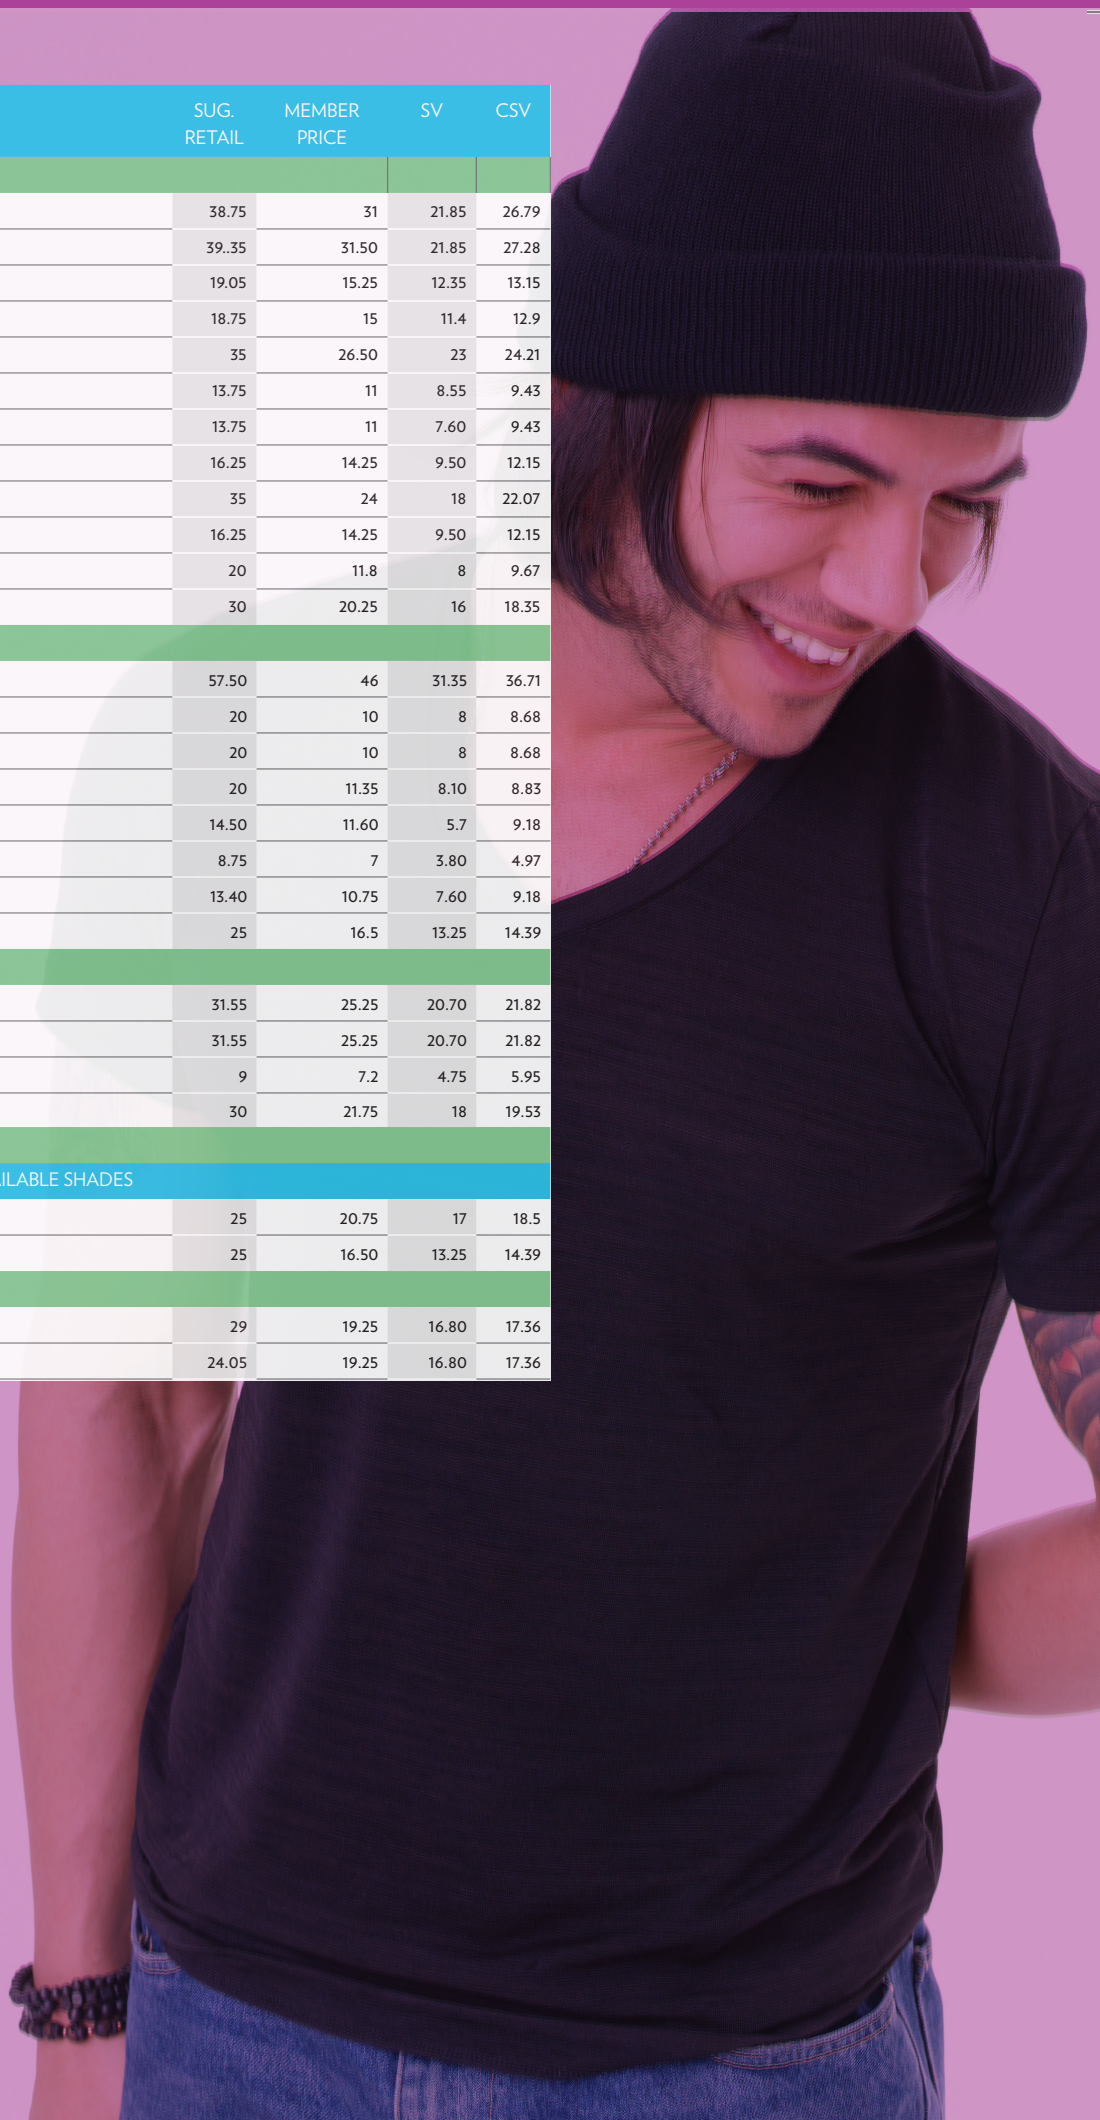 SUG. RETAIL MEMBER PRICE SV CSV
38.75 31 21.85 26.79
39..35 31.50 21.85 27.28
19.05 15.25 12.35 13.15
18.75 15 11.4 12.9
35 26.50 23 24.21
13.75 11 8.55 9.43
13.75 11 7.60 9.43
16.25 14.25 9.50 12.15
35 24 18 22.07
16.25 14.25 9.50 12.15
20 11.8 8 9.67
30 20.25 16 18.35
57.50 46 31.35 36.71
20 10 8 8.68
20 10 8 8.68
20 11.35 8.10 8.83
14.50 11.60 5.7 9.18
8.75 7 3.80 4.97
13.40 10.75 7.60 9.18
25 16.5 13.25 14.39
31.55 25.25 20.70 21.82
31.55 25.25 20.70 21.82
9 7.2 4.75 5.95
30 21.75 18 19.53
ILABLE SHADES
25 20.75 17 18.5
25 16.50 13.25 14.39
29 19.25 16.80 17.36
24.05 19.25 16.80 17.36